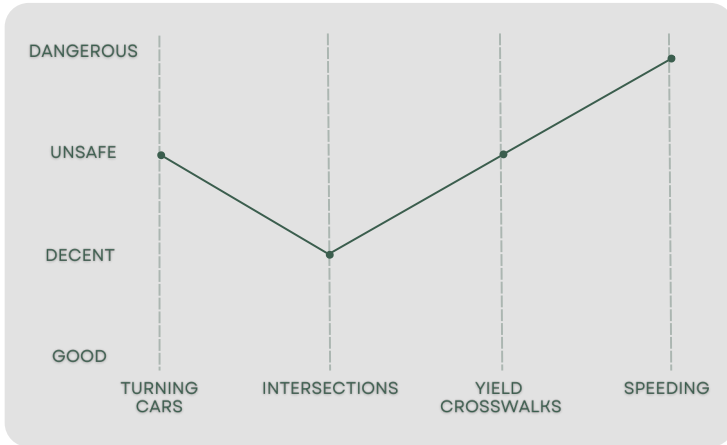 DANGEROUS
UNSAFE
DECENT
GOOD
TURNING
CARS
INTERSECTIONS
YIELD
CROSSWALKS
SPEEDING